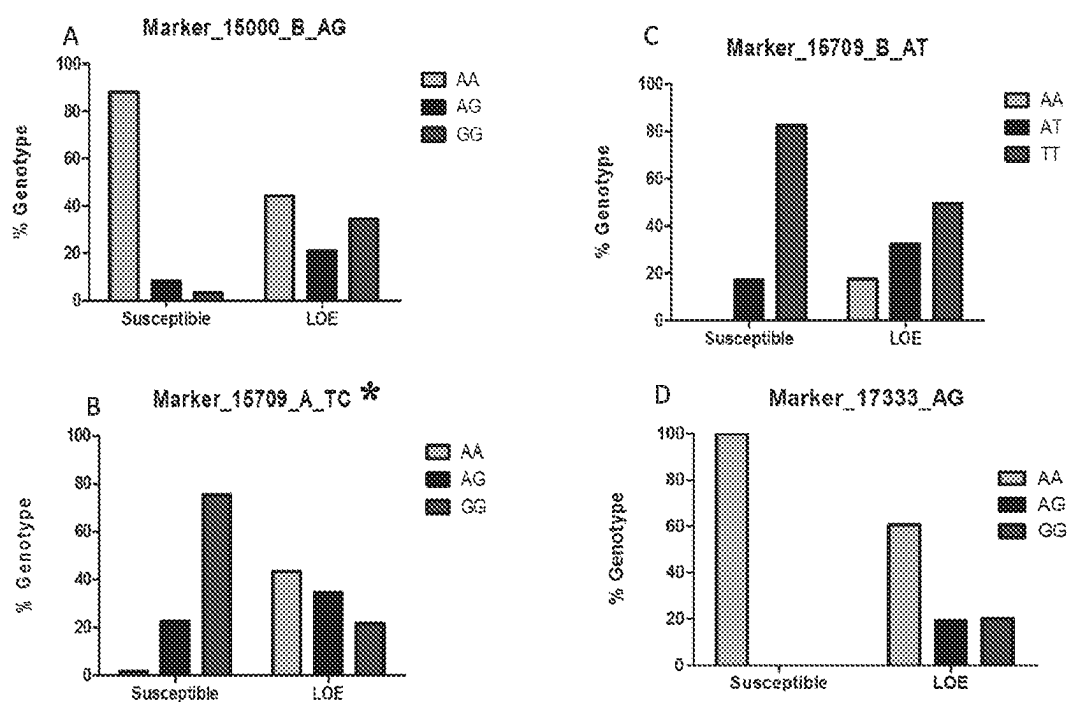 A
Marker_15000_B_AG
100
80
60
40
20
0
% Genotype
AA
AG
GG
Susceptible
LOE
B
Marker_15709_A_TC *
100
80
60
40
20
0
% Genotype
AA
AG
GG
Susceptible
LOE
C
Marker_15709_B_AT
100
80
60
40
20
0
% Genotype
AA
AT
TT
Susceptible
LOE
D
Marker_17333_AG
100
80
60
40
20
0
% Genotype
AA
AG
GG
Susceptible
LOE